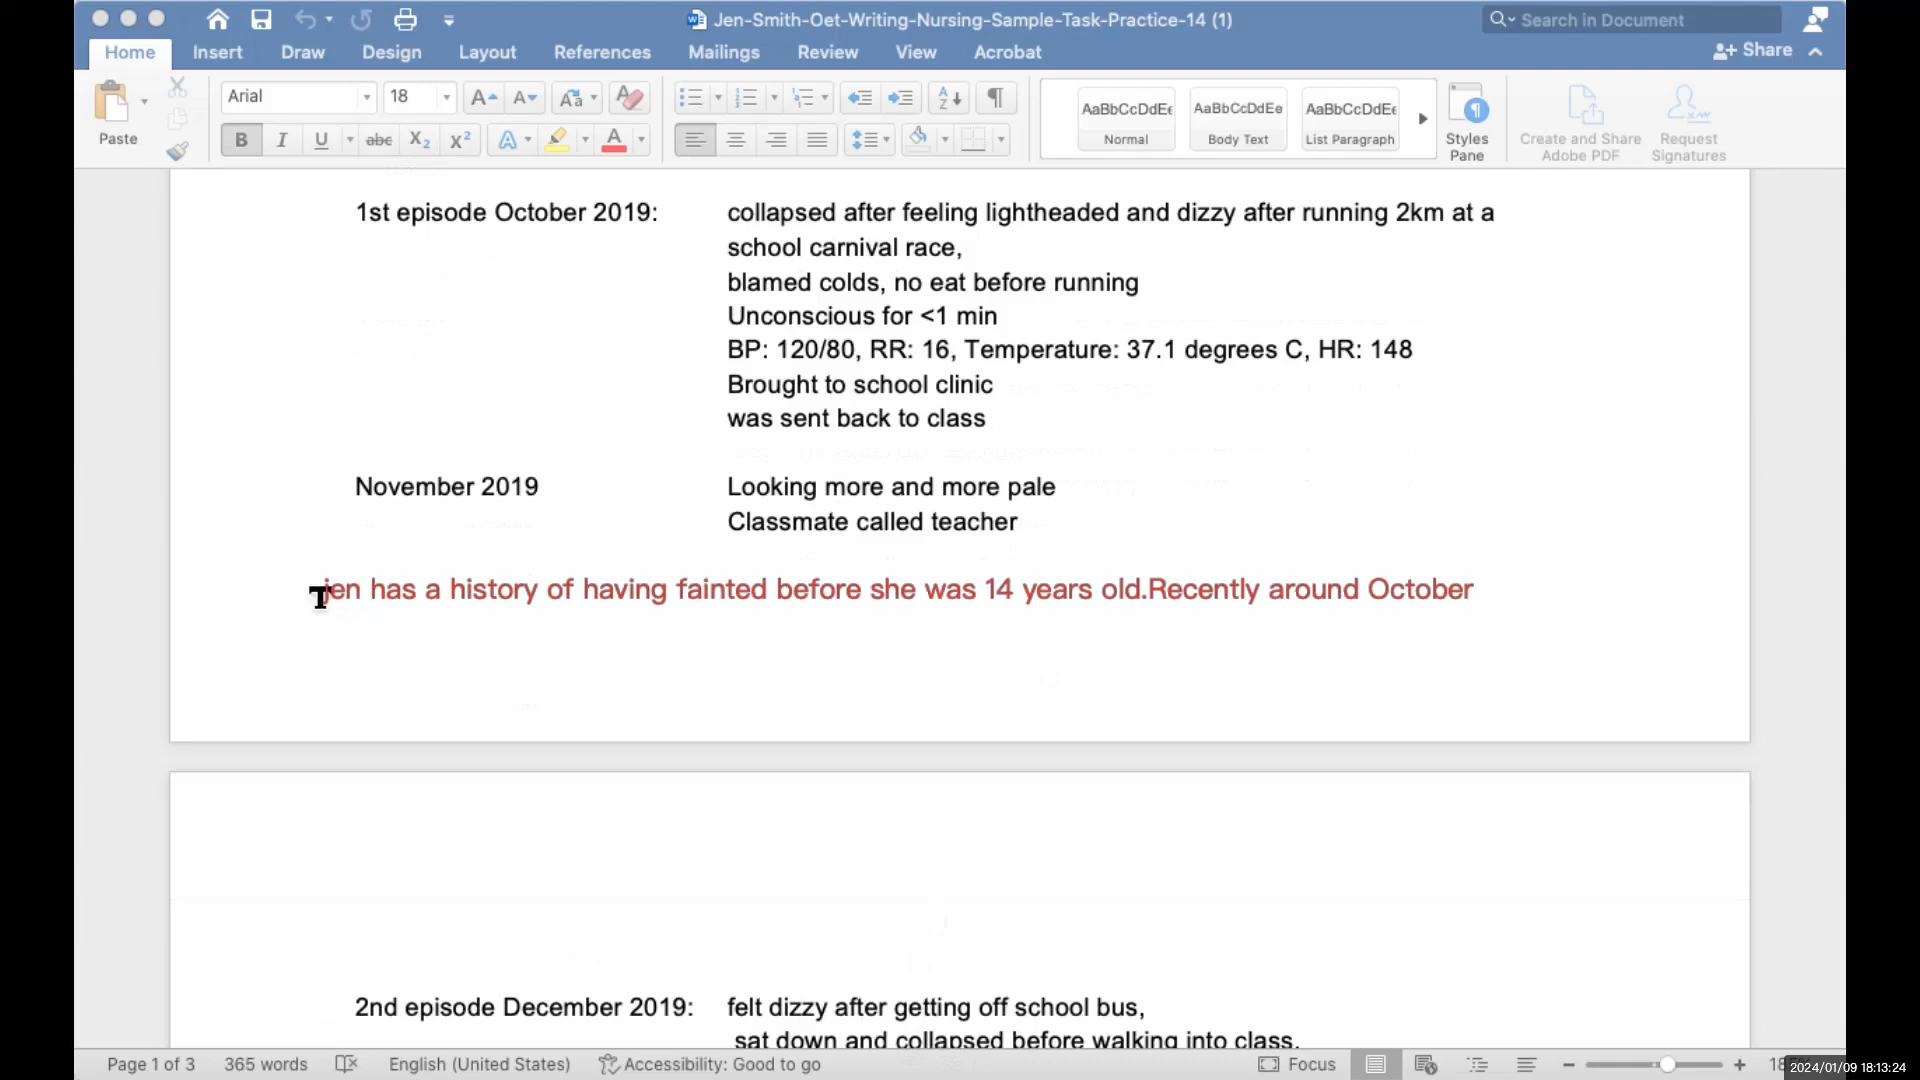 Jen-Smith-Oet-Writing-Nursing-Sample-Task-Practice-14 (1)
Search in Document
Home Insert Draw Design Layout References Mailings Review View Acrobat
Share
Paste
Arial
18
AaBbCcDdEe
Normal
AaBbCcDdEe
Body Text
AaBbCcDdEe
List Paragraph
Styles
Pane
Create and Share
Adobe PDF
Request
Signatures
1st episode October 2019: collapsed after feeling lightheaded and dizzy after running 2km at a
school carnival race,
blamed colds, no eat before running
Unconscious for <1 min
BP: 120/80, RR: 16, Temperature: 37.1 degrees C, HR: 148
Brought to school clinic
was sent back to class
November 2019 Looking more and more pale
Classmate called teacher
jen has a history of having fainted before she was 14 years old.Recently around October
2nd episode December 2019: felt dizzy after getting off school bus,
sat down and collapsed before walking into class.
Page 1 of 3 365 words English (United States) Accessibility: Good to go Focus
2024/01/09 18:13:24